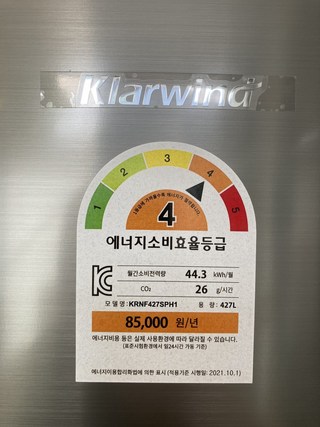 Klarwind
1 2 3 4 5
4
에너지소비효율등급
월간소비전력량 44.3 kWh/월
CO₂ 26 g/시간
모델명 : KRNF427SPH1 용량 : 427L
85,000 원/년
에너지비용 등은 실제 사용환경에 따라 달라질 수 있습니다.
(표준시험환경에서 일24시간 가동 기준)
에너지이용합리화법에 의한 표시 (적용기준 시행일: 2021.10.1)